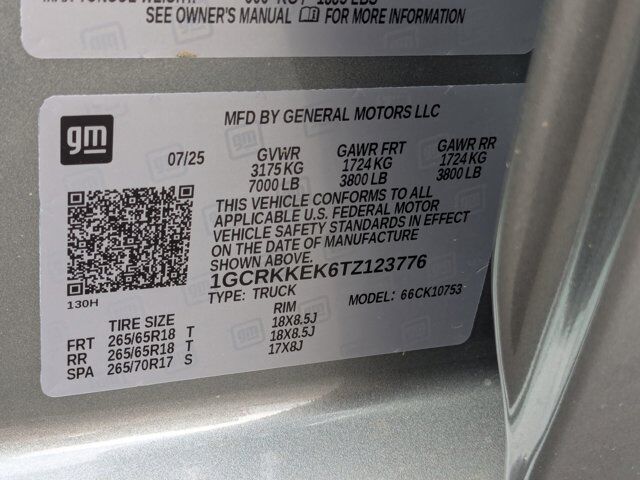 SEE OWNER'S MANUAL FOR MORE INFORMATION
gm
MFD BY GENERAL MOTORS LLC
07/25 GVWR GAWR FRT GAWR RR
3175 KG 1724 KG 1724 KG
7000 LB 3800 LB 3800 LB
THIS VEHICLE CONFORMS TO ALL
APPLICABLE U.S. FEDERAL MOTOR
VEHICLE SAFETY STANDARDS IN EFFECT
ON THE DATE OF MANUFACTURE
SHOWN ABOVE.
1GCRKKEK6TZ123776
TYPE: TRUCK MODEL: 66CK10753
130H
TIRE SIZE RIM
FRT 265/65R18 T 18X8.5J
RR 265/65R18 T 18X8.5J
SPA 265/70R17 S 17X8J